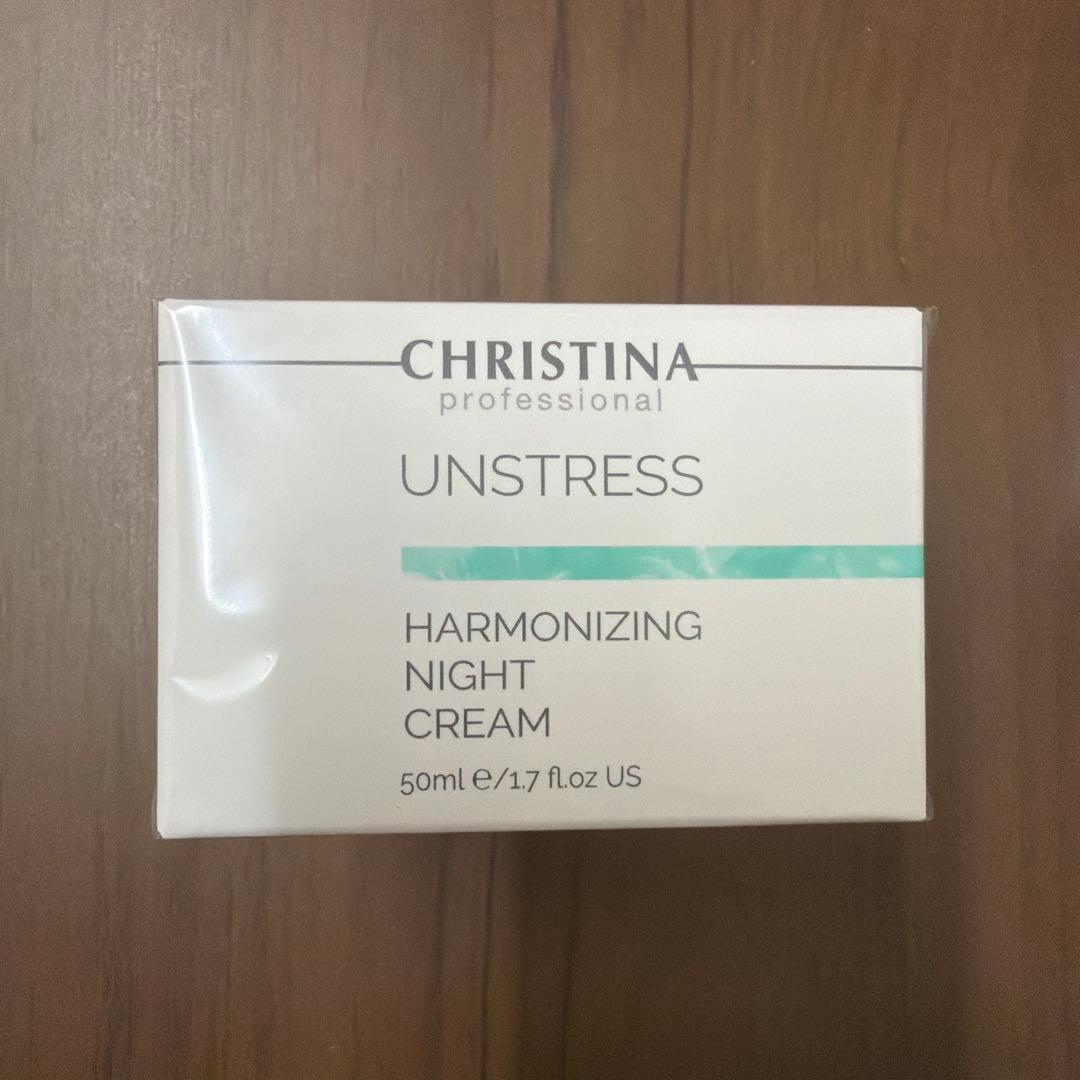 CHRISTINA
professional
UNSTRESS
HARMONIZING
NIGHT
CREAM
50ml ℮/1.7 fl.oz US